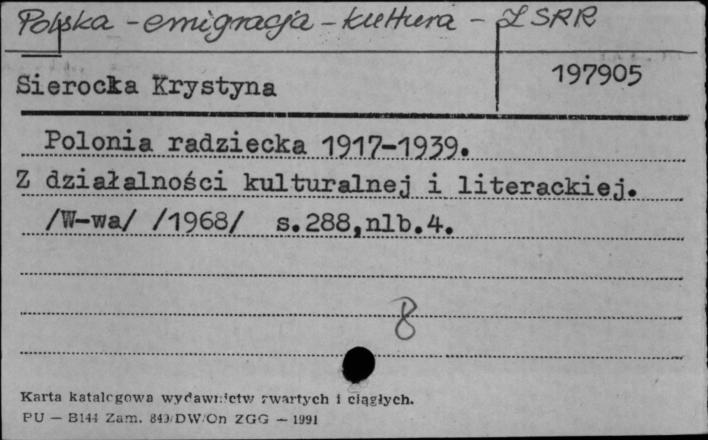 Polska - emigracja - kultura - ZSRR
Sierocka Krystyna
197905
Polonia radziecka 1917-1939.
Z działalności kulturalnej i literackiej.
/W-wa/ /1968/ s.288,nlb.4.
8
Karta katalogowa wydawnictw zwartych i ciągłych.
PU — B144 Zam. 849/DW/On ZGG — 1991